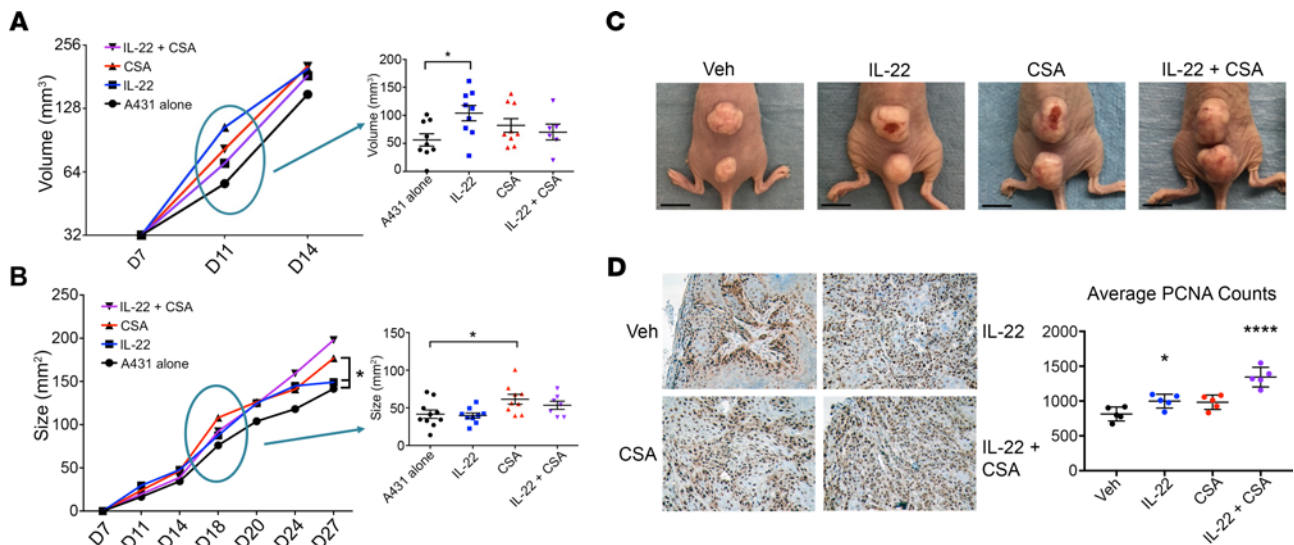 A
Volume (mm³)
256
128
64
32
IL-22 + CSA
CSA
IL-22
A431 alone
D7
D11
D14
Volume (mm³)
200
150
100
50
0
*
A431 alone
IL-22
CSA
IL-22 + CSA
B
Size (mm²)
250
200
150
100
50
0
IL-22 + CSA
CSA
IL-22
A431 alone
*
D7
D11
D14
D18
D20
D24
D27
Size (mm²)
150
100
50
0
*
A431 alone
IL-22
CSA
IL-22 + CSA
C
Veh
IL-22
CSA
IL-22 + CSA
D
Veh
IL-22
CSA
IL-22 +
CSA
Average PCNA Counts
2000
1500
1000
500
0
*
****
Veh
IL-22
CSA
IL-22 + CSA